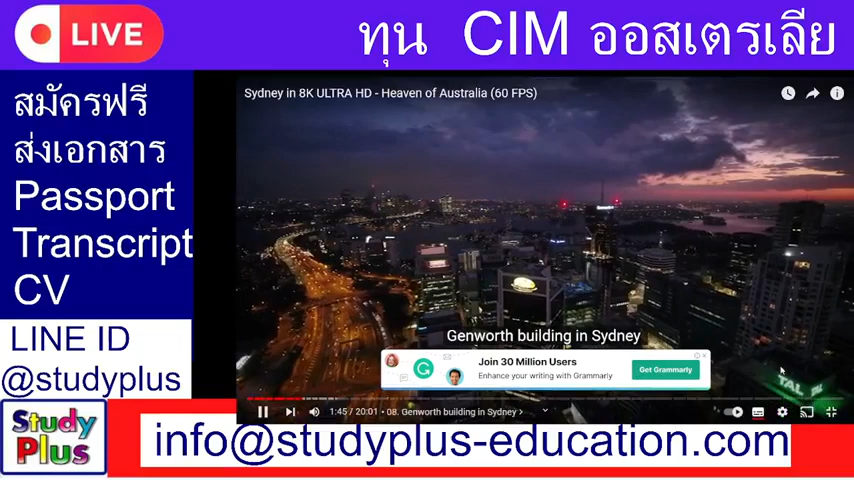 LIVE
ทุน CIM ออสเตรเลีย
สมัครฟรี
ส่งเอกสาร
Passport
Transcript
CV
LINE ID
@studyplus
Study
Plus
info@studyplus-education.com
Sydney in 8K ULTRA HD - Heaven of Australia (60 FPS)
Genworth building in Sydney
Join 30 Million Users
Enhance your writing with Grammarly
Get Grammarly
1:45 / 20:01 • 08. Genworth building in Sydney >